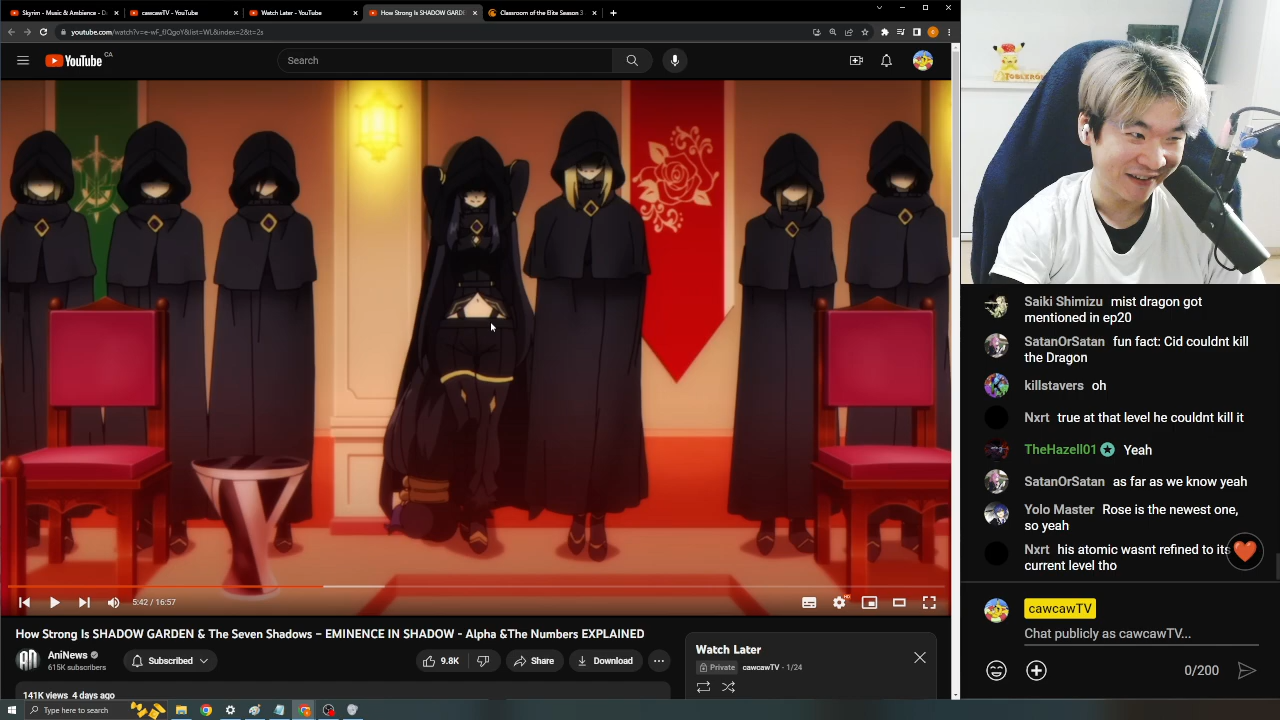 Skyrim - Music & Ambience - D
cawcawTV - YouTube
Watch Later - YouTube
How Strong Is SHADOW GARDE
Classroom of the Elite Season 3
youtube.com/watch?v=e-wF_flQgoY&list=WL&index=2&t=2s
YouTube CA
Search
TOBLERO
5:42 / 16:57
HD
How Strong Is SHADOW GARDEN & The Seven Shadows – EMINENCE IN SHADOW - Alpha &The Numbers EXPLAINED
AniNews
615K subscribers
Subscribed
9.8K
Share
Download
141K views 4 days ago
Watch Later
Private cawcawTV - 1/24
Saiki Shimizu mist dragon got
mentioned in ep20
SatanOrSatan fun fact: Cid couldnt kill
the Dragon
killstavers oh
Nxrt true at that level he couldnt kill it
TheHazell01 Yeah
SatanOrSatan as far as we know yeah
Yolo Master Rose is the newest one,
so yeah
Nxrt his atomic wasnt refined to its
current level tho
cawcawTV
Chat publicly as cawcawTV...
0/200
Type here to search